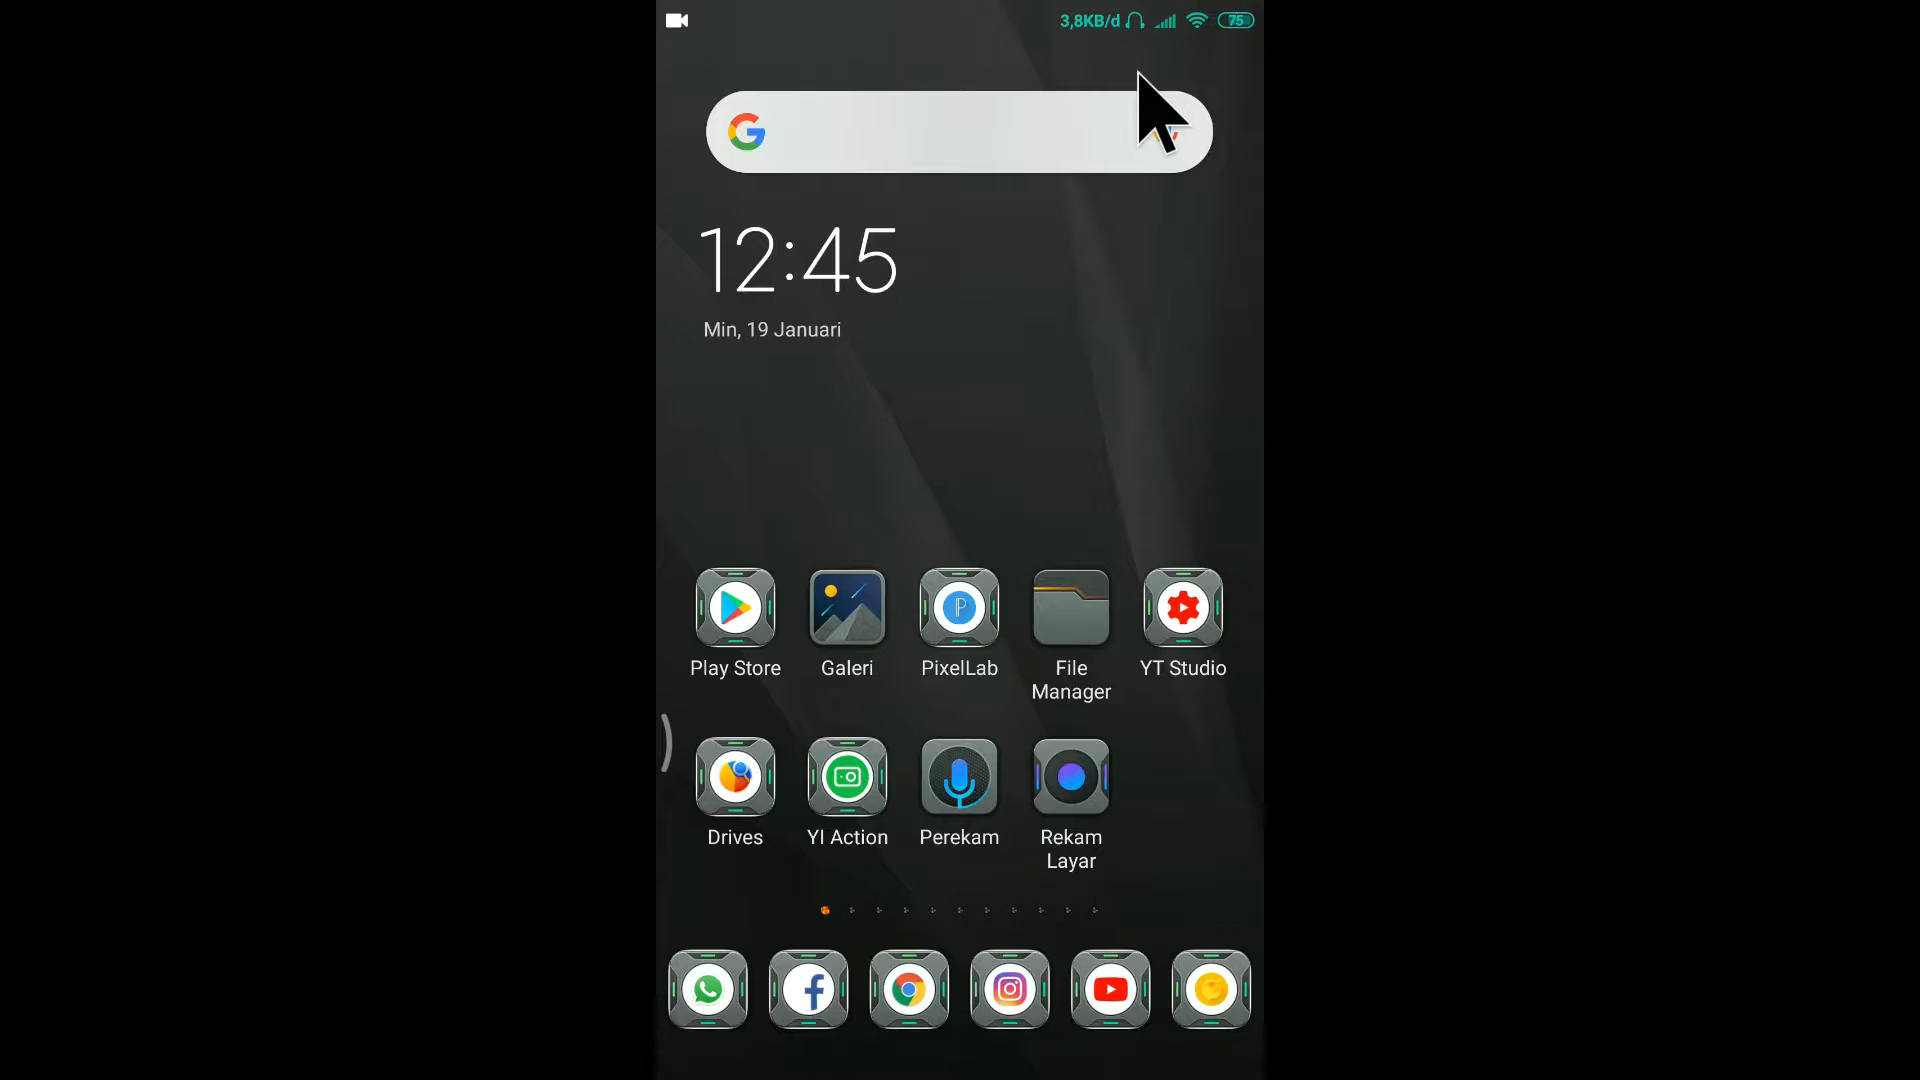 3,8KB/d 75
12:45
Min, 19 Januari
Play Store Galeri PixelLab File Manager YT Studio
Drives YI Action Perekam Rekam Layar